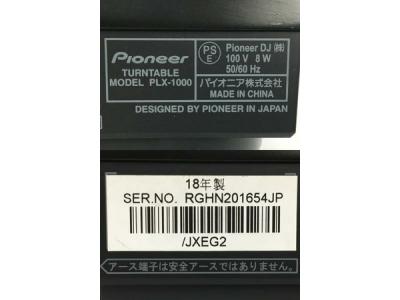 Pioneer
TURNTABLE
MODEL PLX-1000
PS
E
Pioneer DJ ㈱
100 V 8 W
50/60 Hz
パイオニア株式会社
MADE IN CHINA
DESIGNED BY PIONEER IN JAPAN
18年製
SER.NO. RGHN201654JP
/JXEG2
アース端子は安全アースではありません。